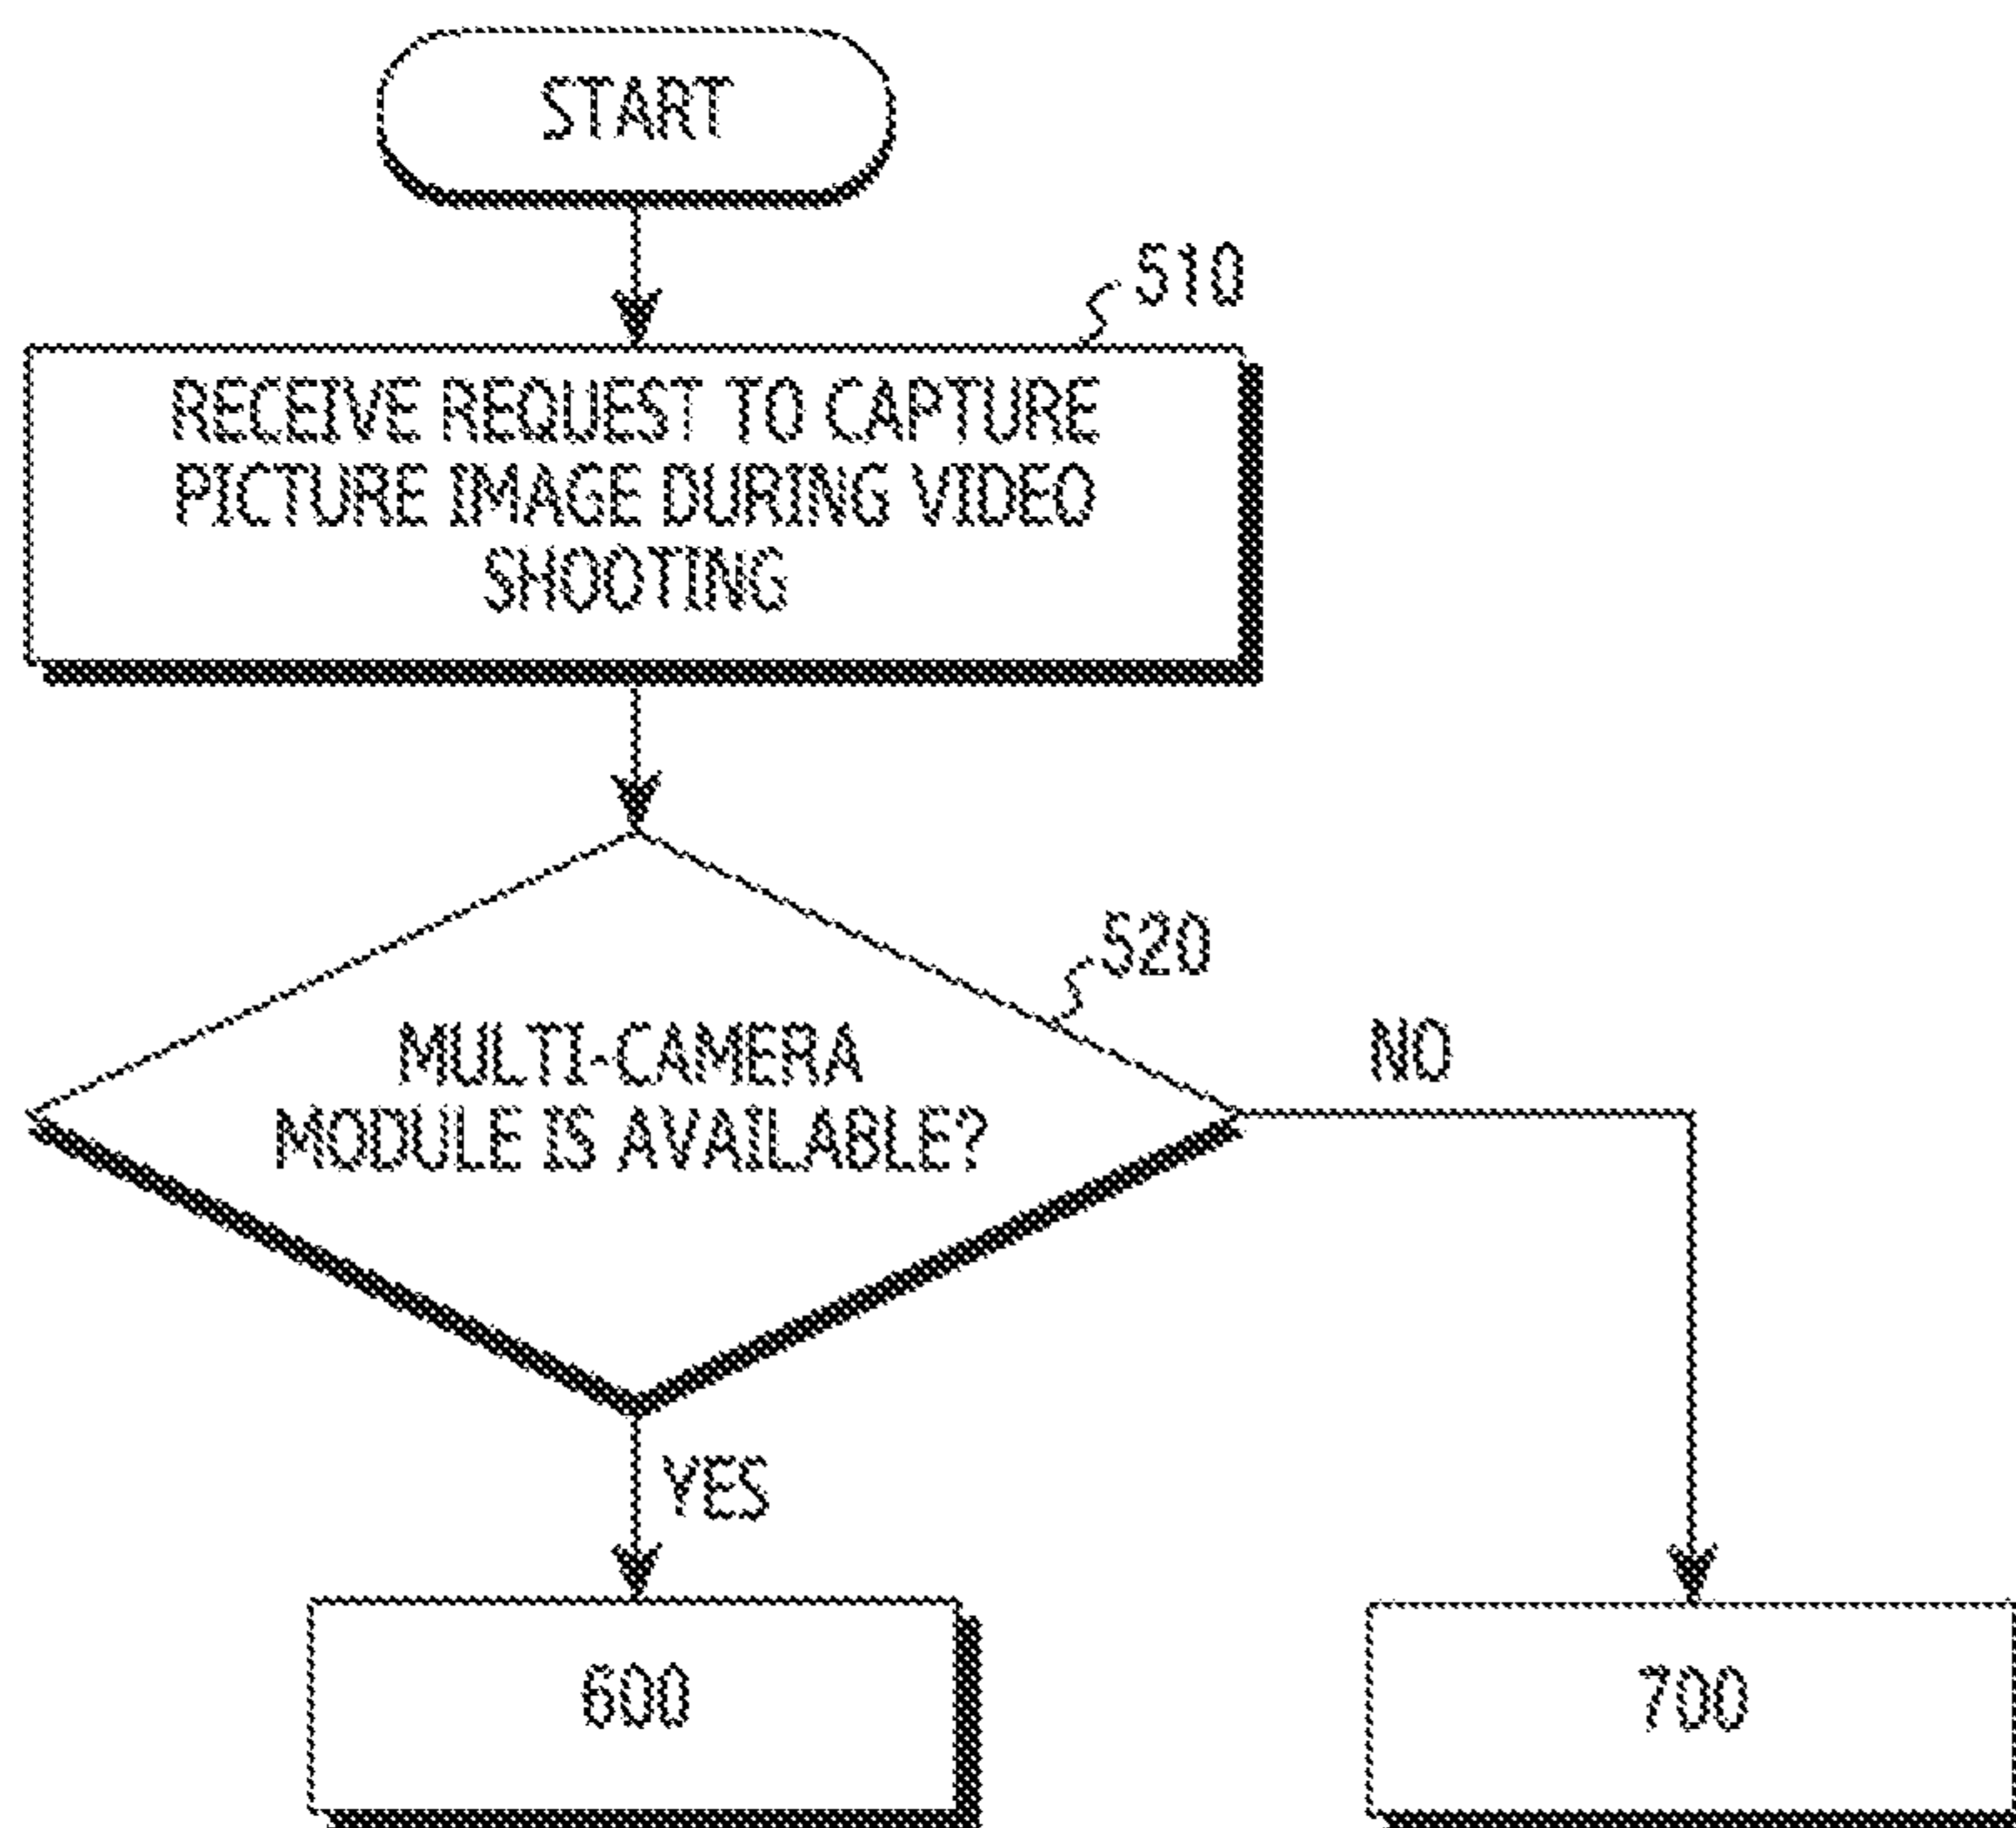 START
510
RECEIVE REQUEST TO CAPTURE
PICTURE IMAGE DURING VIDEO
SHOOTING
520
MULTI-CAMERA
MODULE IS AVAILABLE?
NO
YES
600
700